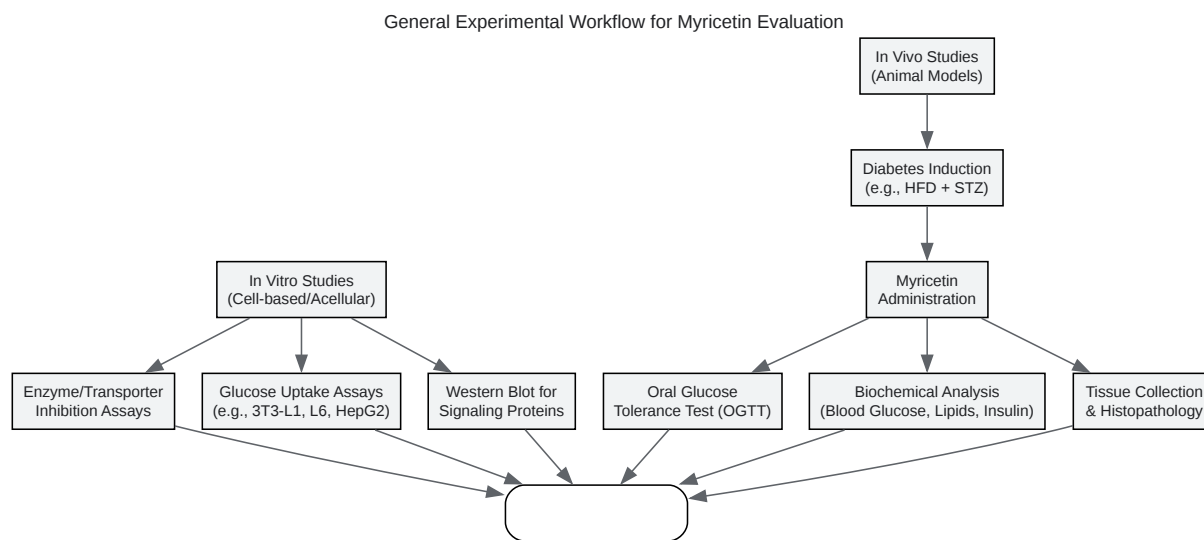 General Experimental Workflow for Myricetin Evaluation
In Vivo Studies
(Animal Models)
Diabetes Induction
(e.g., HFD + STZ)
In Vitro Studies
(Cell-based/Acellular)
Myricetin
Administration
Enzyme/Transporter
Inhibition Assays
Glucose Uptake Assays
(e.g., 3T3-L1, L6, HepG2)
Western Blot for
Signaling Proteins
Oral Glucose
Tolerance Test (OGTT)
Biochemical Analysis
(Blood Glucose, Lipids, Insulin)
Tissue Collection
& Histopathology